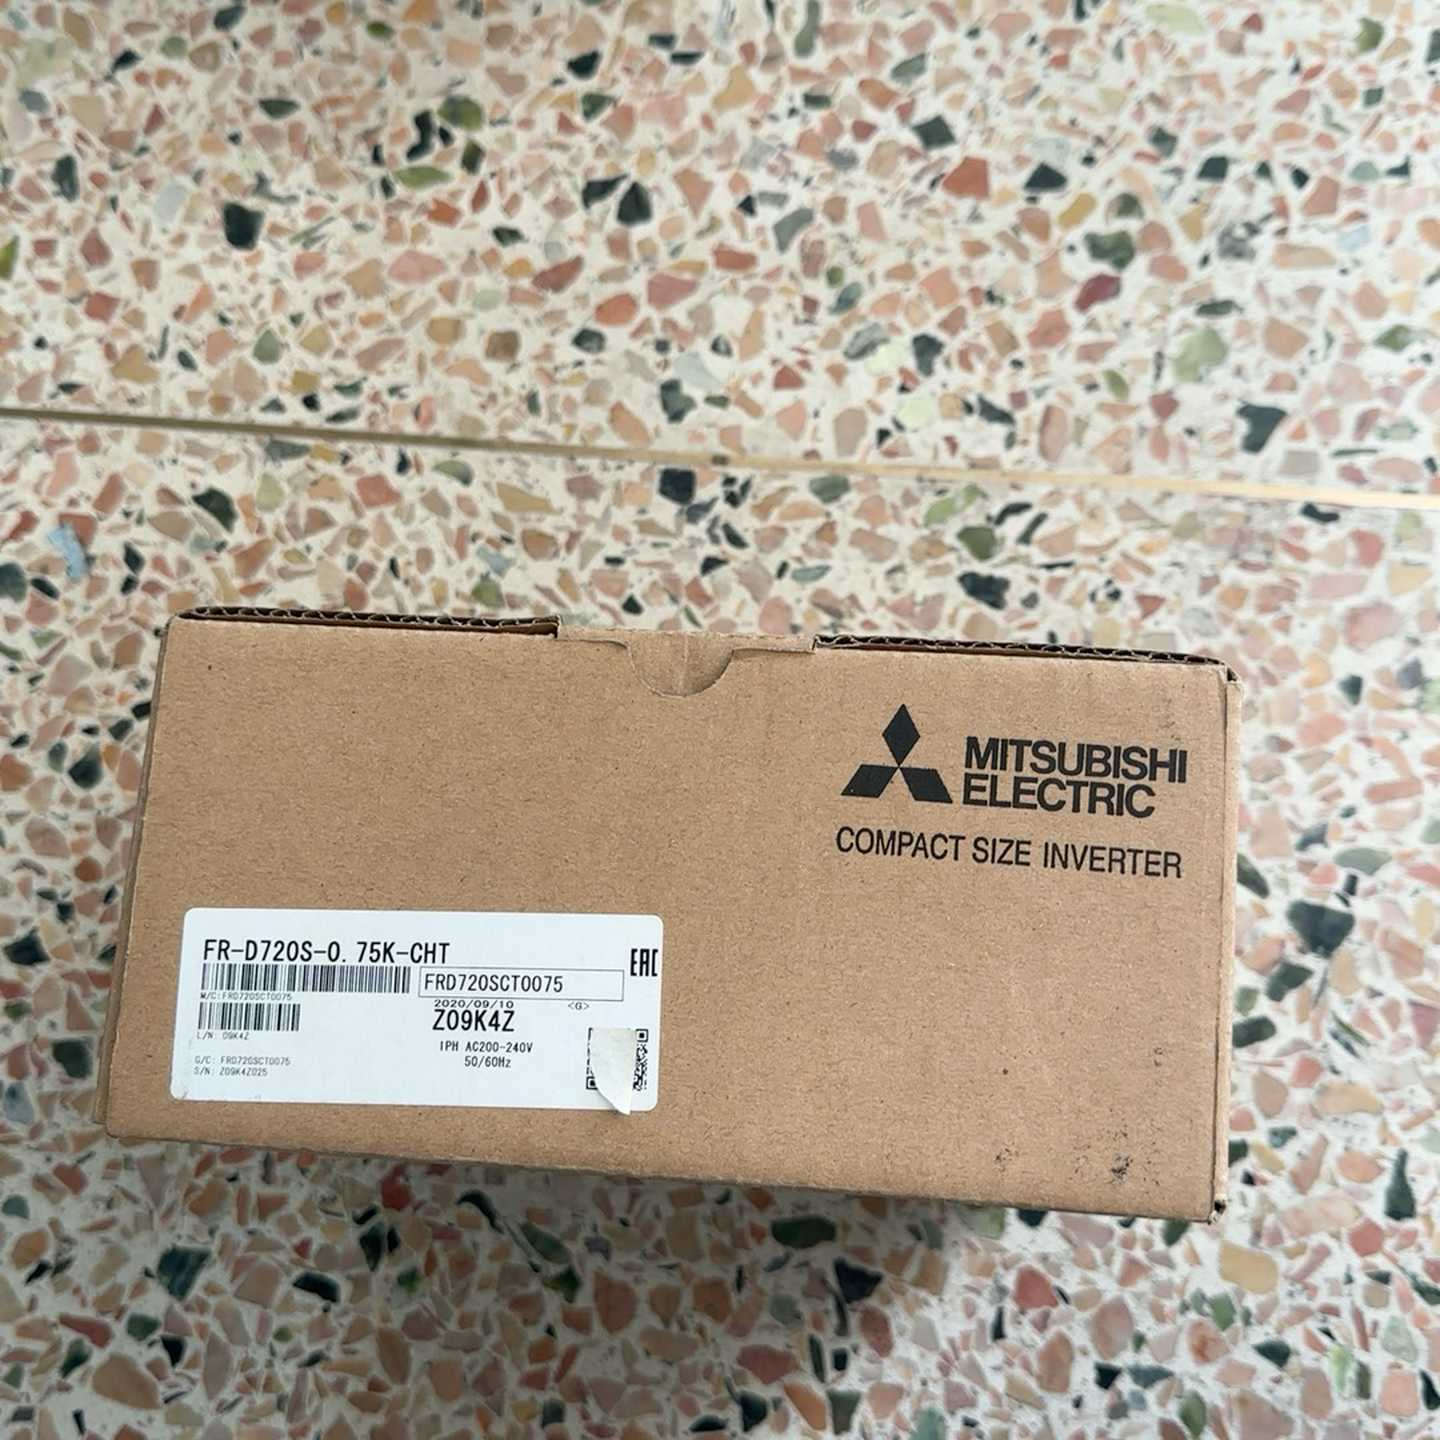 MITSUBISHI
ELECTRIC
COMPACT SIZE INVERTER
FR-D720S-0.75K-CHT
EAC
FRD720SCT0075
M/C:FRD720SCT0075
2020/09/10 <G>
Z09K4Z
L/N: 09K4Z
1PH AC200-240V
50/60Hz
G/C: FRD720SCT0075
S/N: Z09K4Z025